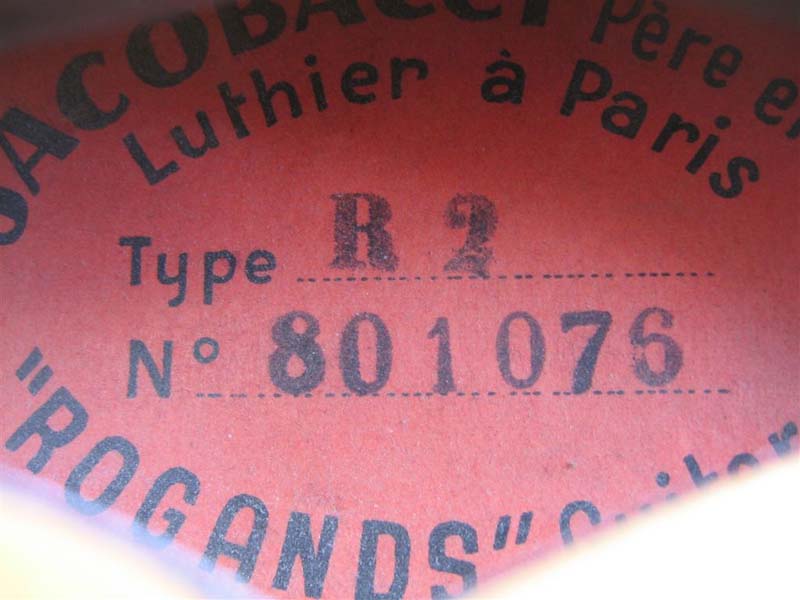 JACOBACCI Père et
Luthier à Paris
Type R 2
N° 801076
"ROGANDS"